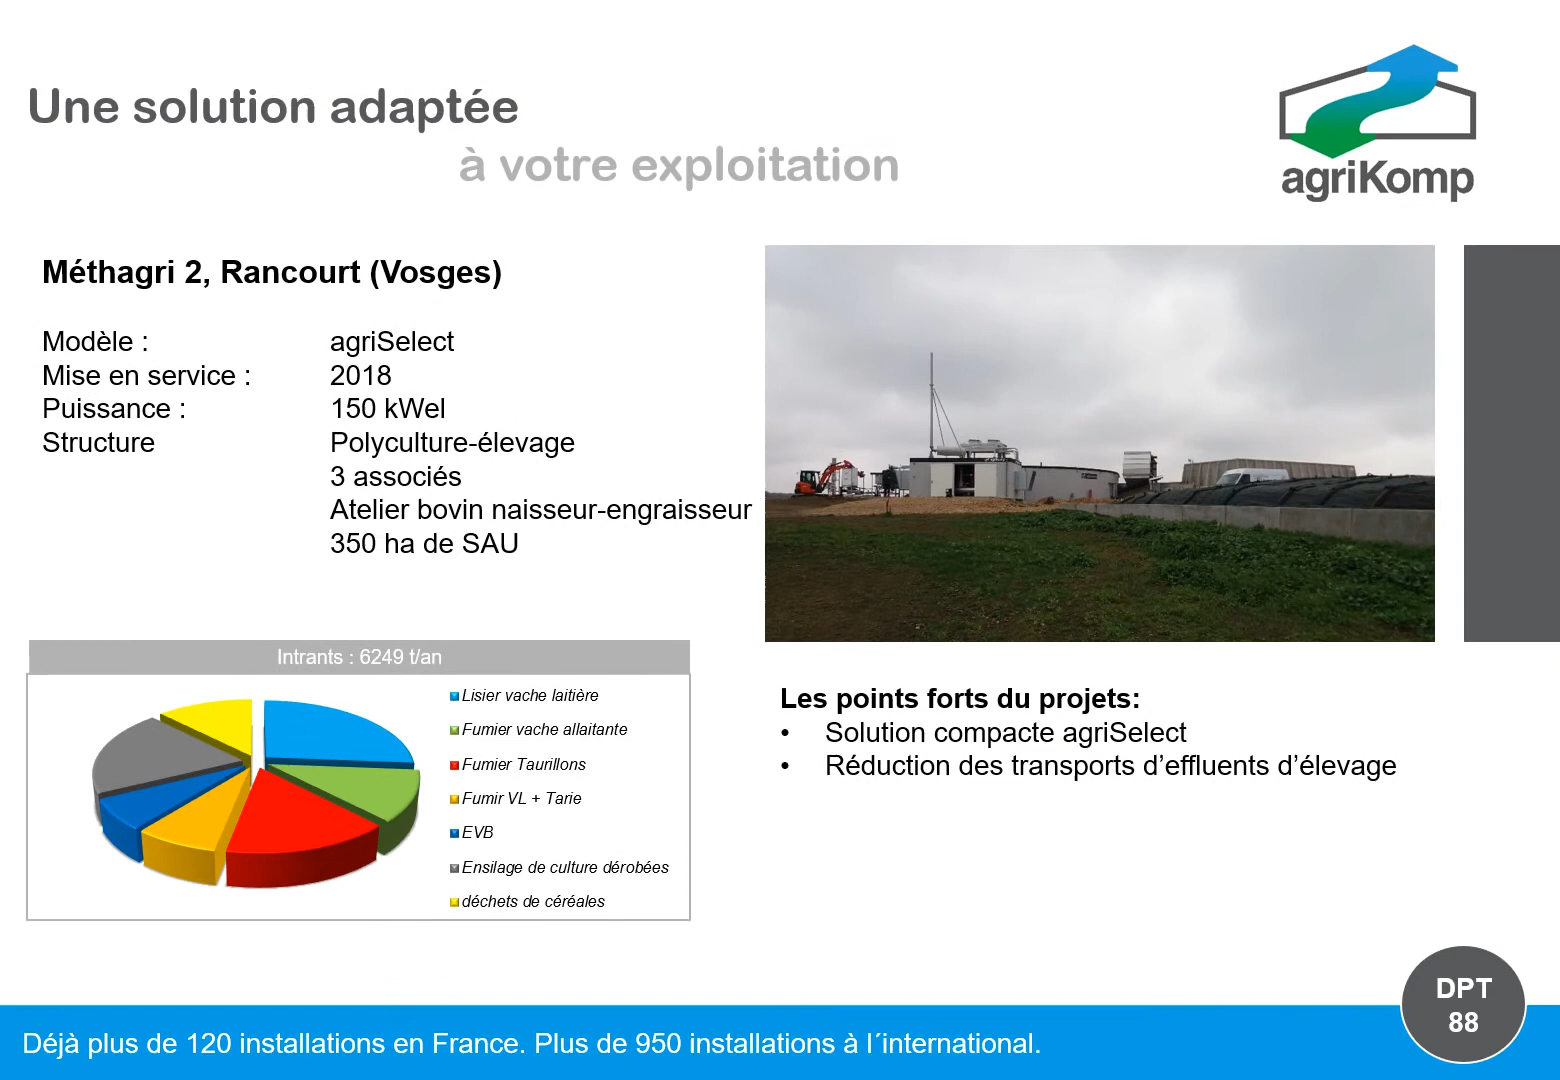 Une solution adaptée
à votre exploitation
agriKomp
Méthagri 2, Rancourt (Vosges)
Modèle : agriSelect
Mise en service : 2018
Puissance : 150 kWel
Structure Polyculture-élevage
3 associés
Atelier bovin naisseur-engraisseur
350 ha de SAU
Intrants : 6249 t/an
Lisier vache laitière
Fumier vache allaitante
Fumier Taurillons
Fumir VL + Tarie
EVB
Ensilage de culture dérobées
déchets de céréales
Les points forts du projets:
• Solution compacte agriSelect
• Réduction des transports d’effluents d’élevage
DPT
88
Déjà plus de 120 installations en France. Plus de 950 installations à l´international.